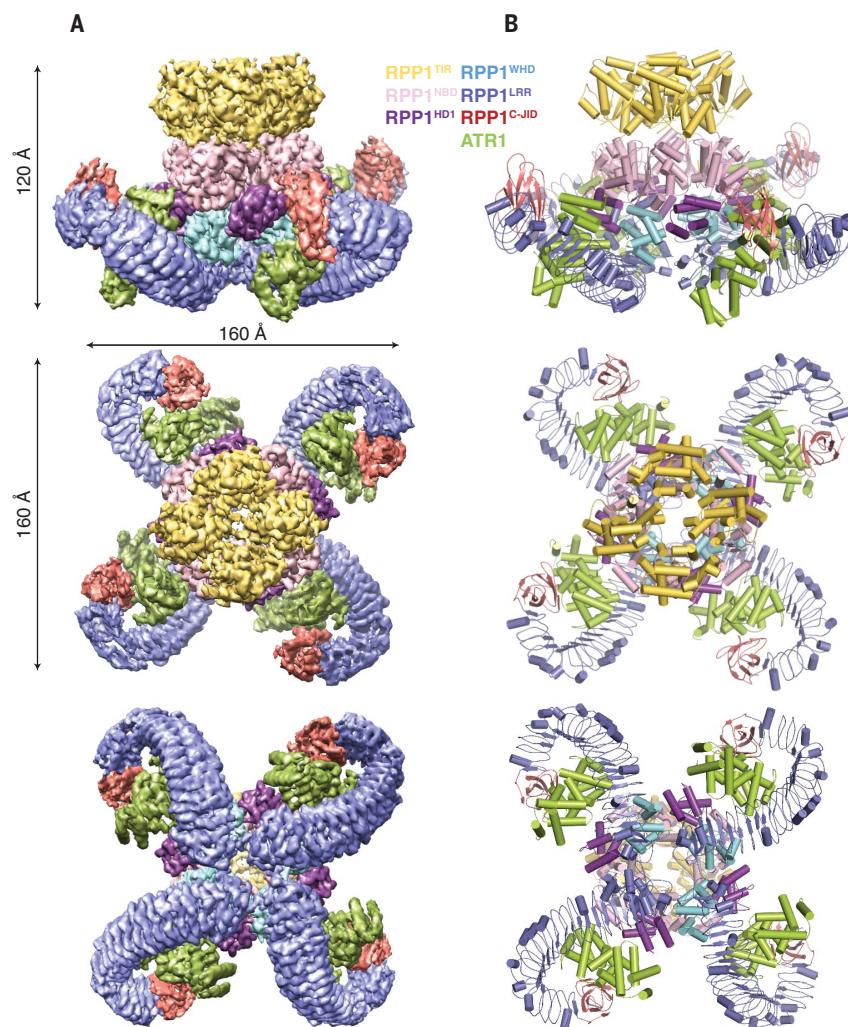 A
B
RPP1TIR RPP1WHD
RPP1NBD RPP1LRR
RPP1HD1 RPP1C-JID
ATR1
120 Å
160 Å
160 Å